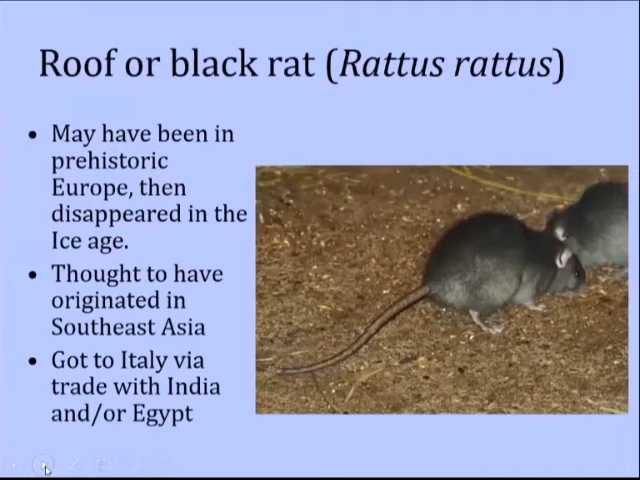 Roof or black rat (Rattus rattus)
• May have been in
prehistoric
Europe, then
disappeared in the
Ice age.
• Thought to have
originated in
Southeast Asia
• Got to Italy via
trade with India
and/or Egypt